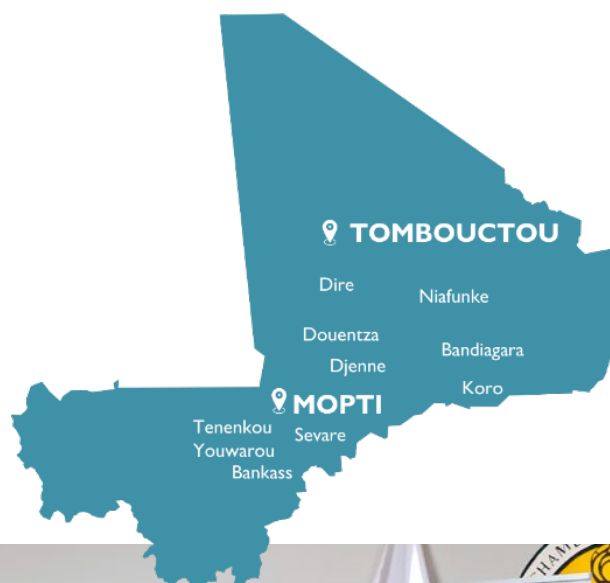 TOMBOUCTOU
Dire
Niafunke
Douentza
Djenne
Bandiagara
Koro
MOPTI
Tenenkou
Sevare
Youwarou
Bankass